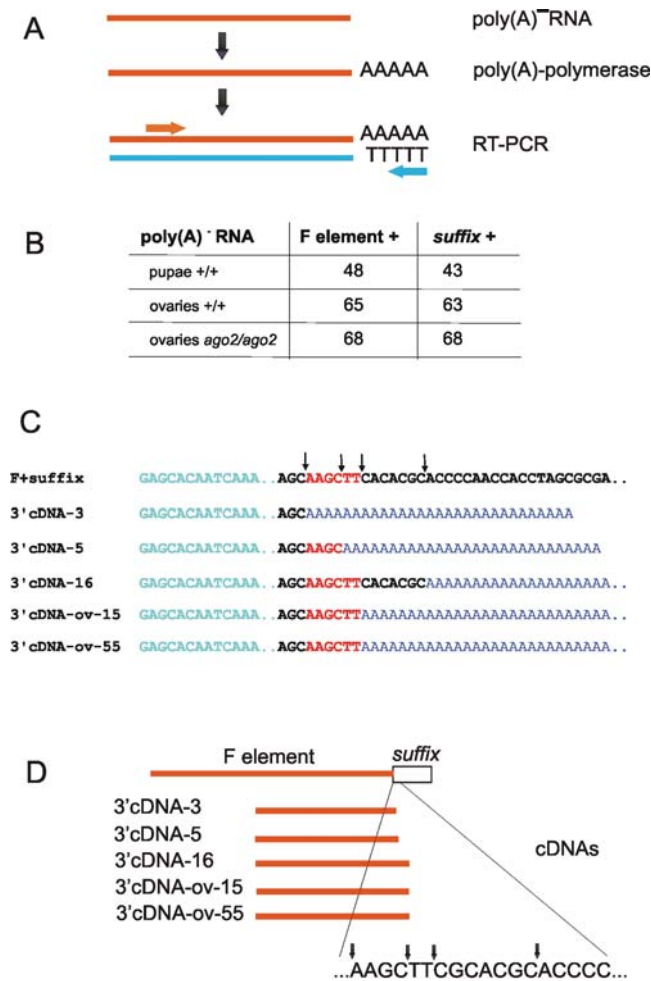 A
poly(A)⁻RNA
AAAAA poly(A)-polymerase
AAAAA
TTTTT
RT-PCR
B
poly(A) - RNA F element + suffix +
pupae +/+ 48 43
ovaries +/+ 65 63
ovaries ago2/ago2 68 68
C
F+suffix GAGCACAATCAAA..AGCAAGCTTCACACGCACCCCAACCACCTAGCGCGA..
3'cDNA-3 GAGCACAATCAAA..AGCAAAAAAAAAAAAAAAAAAAAAAAAAAAAA
3'cDNA-5 GAGCACAATCAAA..AGCAAGCAAAAAAAAAAAAAAAAAAAAAAAAAAAA
3'cDNA-16 GAGCACAATCAAA..AGCAAGCTTCACACGCAAAAAAAAAAAAAAAAAAAA..
3'cDNA-ov-15 GAGCACAATCAAA..AGCAAGCTTAAAAAAAAAAAAAAAAAAAAAAAAAAA..
3'cDNA-ov-55 GAGCACAATCAAA..AGCAAGCTTAAAAAAAAAAAAAAAAAAAAAAAAAAA..
D
F element suffix
3'cDNA-3
3'cDNA-5
3'cDNA-16
3'cDNA-ov-15
3'cDNA-ov-55
cDNAs
...AAGCTTCGCACGCACCCC...